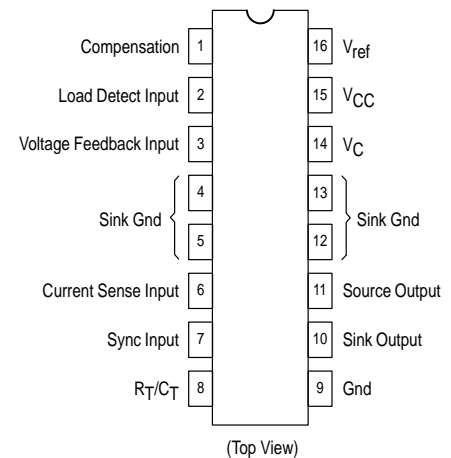 Compensation 1 16 Vref
Load Detect Input 2 15 VCC
Voltage Feedback Input 3 14 VC
4 13
Sink Gnd Sink Gnd
5 12
Current Sense Input 6 11 Source Output
Sync Input 7 10 Sink Output
RT/CT 8 9 Gnd
(Top View)